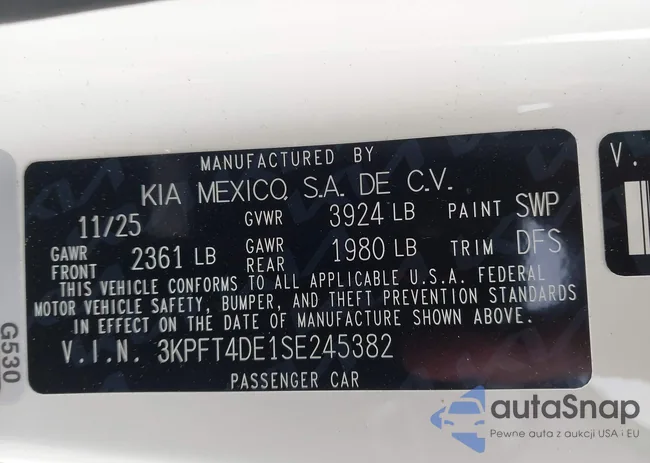 MANUFACTURED BY
KIA MEXICO, S.A. DE C.V.
11/25 GVWR 3924 LB PAINT SWP
GAWR FRONT 2361 LB GAWR REAR 1980 LB TRIM DFS
THIS VEHICLE CONFORMS TO ALL APPLICABLE U.S.A. FEDERAL
MOTOR VEHICLE SAFETY, BUMPER, AND THEFT PREVENTION STANDARDS
IN EFFECT ON THE DATE OF MANUFACTURE SHOWN ABOVE.
V.I.N. 3KPFT4DE1SE245382
PASSENGER CAR
G530
V.
autaSnap
Pewne auta z aukcji USA i EU